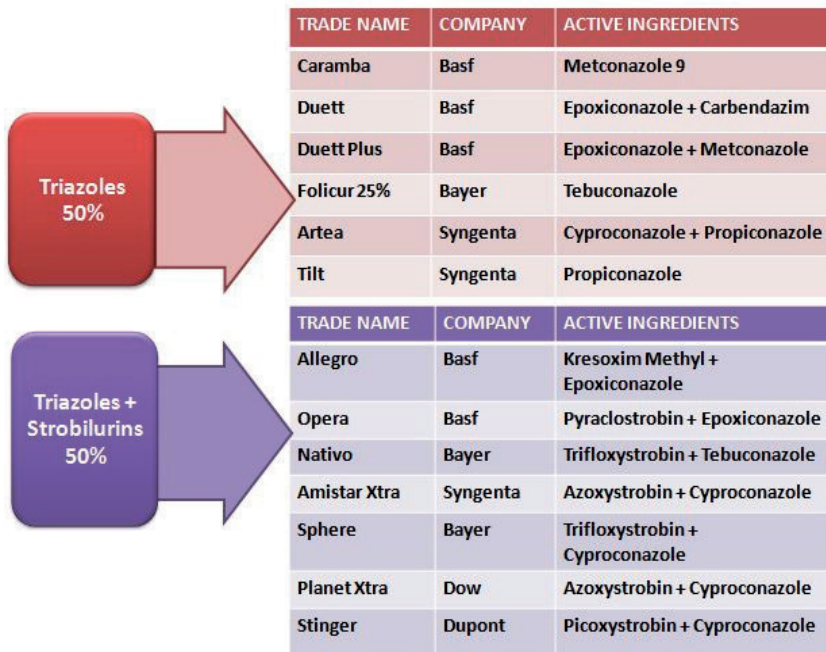 Triazoles
50%
TRADE NAME COMPANY ACTIVE INGREDIENTS
Caramba Basf Metconazole 9
Duett Basf Epoxiconazole + Carbendazim
Duett Plus Basf Epoxiconazole + Metconazole
Folicur 25% Bayer Tebuconazole
Artea Syngenta Cyproconazole + Propiconazole
Tilt Syngenta Propiconazole
Triazoles +
Strobilurins
50%
TRADE NAME COMPANY ACTIVE INGREDIENTS
Allegro Basf Kresoxim Methyl +
Epoxiconazole
Opera Basf Pyraclostrobin + Epoxiconazole
Nativo Bayer Trifloxystrobin + Tebuconazole
Amistar Xtra Syngenta Azoxystrobin + Cyproconazole
Sphere Bayer Trifloxystrobin +
Cyproconazole
Planet Xtra Dow Azoxystrobin + Cyproconazole
Stinger Dupont Picoxystrobin + Cyproconazole